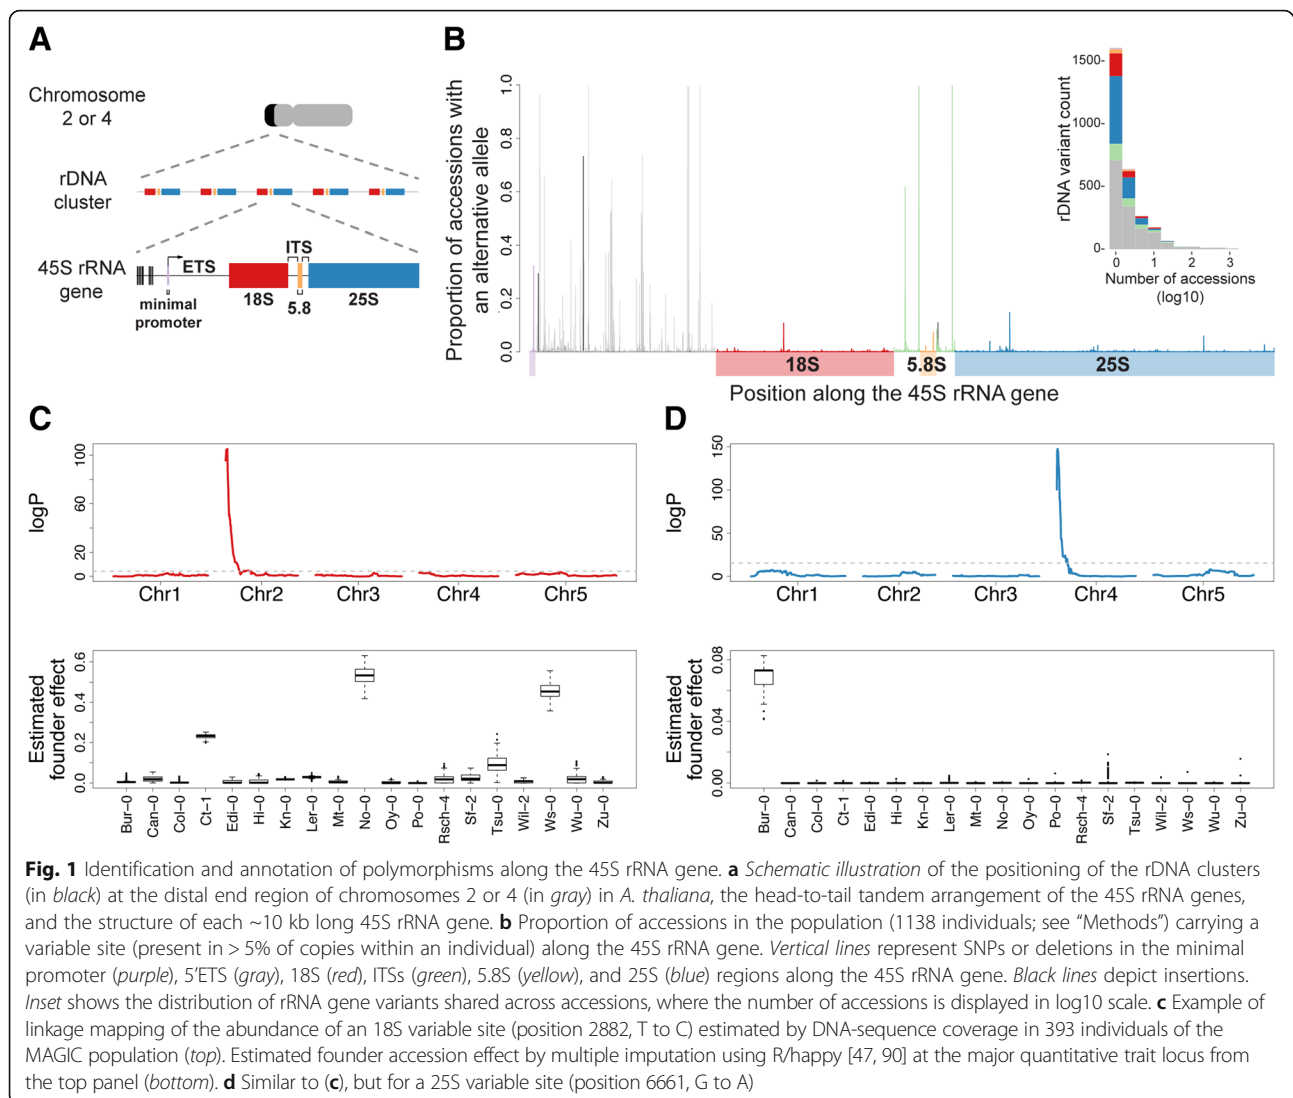 A
Chromosome
2 or 4
rDNA
cluster
45S rRNA
gene
ITS
ETS
18S
25S
5.8
minimal
promoter
B
Proportion of accessions with
an alternative allele
0.0
0.2
0.4
0.6
0.8
1.0
18S
5.8S
25S
Position along the 45S rRNA gene
rDNA variant count
1500-
1000-
500-
0-
0 1 2 3
Number of accessions
(log10)
C
logP
100
60
20
0
Chr1 Chr2 Chr3 Chr4 Chr5
Estimated
founder effect
0.6
0.4
0.2
0.0
Bur-0 Can-0 Col-0 Ct-1 Edi-0 Hi-0 Kn-0 Ler-0 Mt-0 No-0 Oy-0 Po-0 Rsch-4 Sf-2 Tsu-0 Wil-2 Ws-0 Wu-0 Zu-0
D
logP
150
100
50
0
Chr1 Chr2 Chr3 Chr4 Chr5
Estimated
founder effect
0.08
0.04
0.00
Bur-0 Can-0 Col-0 Ct-1 Edi-0 Hi-0 Kn-0 Ler-0 Mt-0 No-0 Oy-0 Po-0 Rsch-4 Sf-2 Tsu-0 Wil-2 Ws-0 Wu-0 Zu-0
Fig. 1 Identification and annotation of polymorphisms along the 45S rRNA gene. a Schematic illustration of the positioning of the rDNA clusters
(in black) at the distal end region of chromosomes 2 or 4 (in gray) in A. thaliana, the head-to-tail tandem arrangement of the 45S rRNA genes,
and the structure of each ~10 kb long 45S rRNA gene. b Proportion of accessions in the population (1138 individuals; see “Methods”) carrying a
variable site (present in > 5% of copies within an individual) along the 45S rRNA gene. Vertical lines represent SNPs or deletions in the minimal
promoter (purple), 5′ETS (gray), 18S (red), ITSs (green), 5.8S (yellow), and 25S (blue) regions along the 45S rRNA gene. Black lines depict insertions.
Inset shows the distribution of rRNA gene variants shared across accessions, where the number of accessions is displayed in log10 scale. c Example of
linkage mapping of the abundance of an 18S variable site (position 2882, T to C) estimated by DNA-sequence coverage in 393 individuals of the
MAGIC population (top). Estimated founder accession effect by multiple imputation using R/happy [47, 90] at the major quantitative trait locus from
the top panel (bottom). d Similar to (c), but for a 25S variable site (position 6661, G to A)